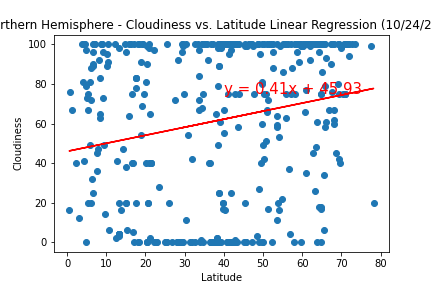 rthern Hemisphere - Cloudiness vs. Latitude Linear Regression (10/24/2
100
80
60
40
20
0
Cloudiness
y = 0.41x + 45.93
0 10 20 30 40 50 60 70 80
Latitude